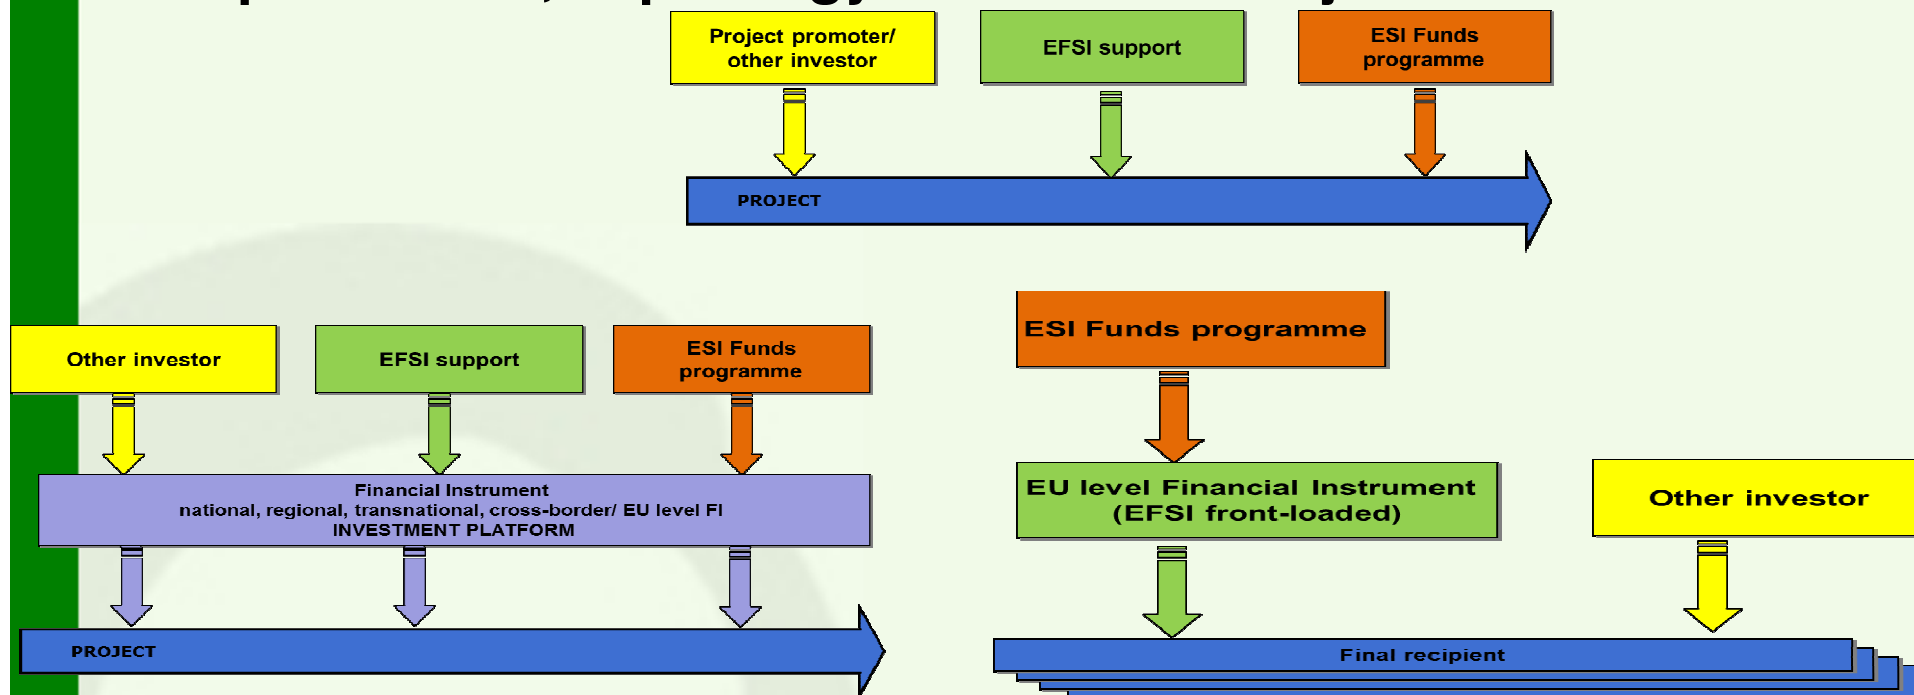 Project promoter/
other investor
EFSI support
ESI Funds
programme
PROJECT
Other investor
EFSI support
ESI Funds
programme
Financial Instrument
national, regional, transnational, cross-border/ EU level FI
INVESTMENT PLATFORM
PROJECT
ESI Funds programme
EU level Financial Instrument
(EFSI front-loaded)
Other investor
Final recipient